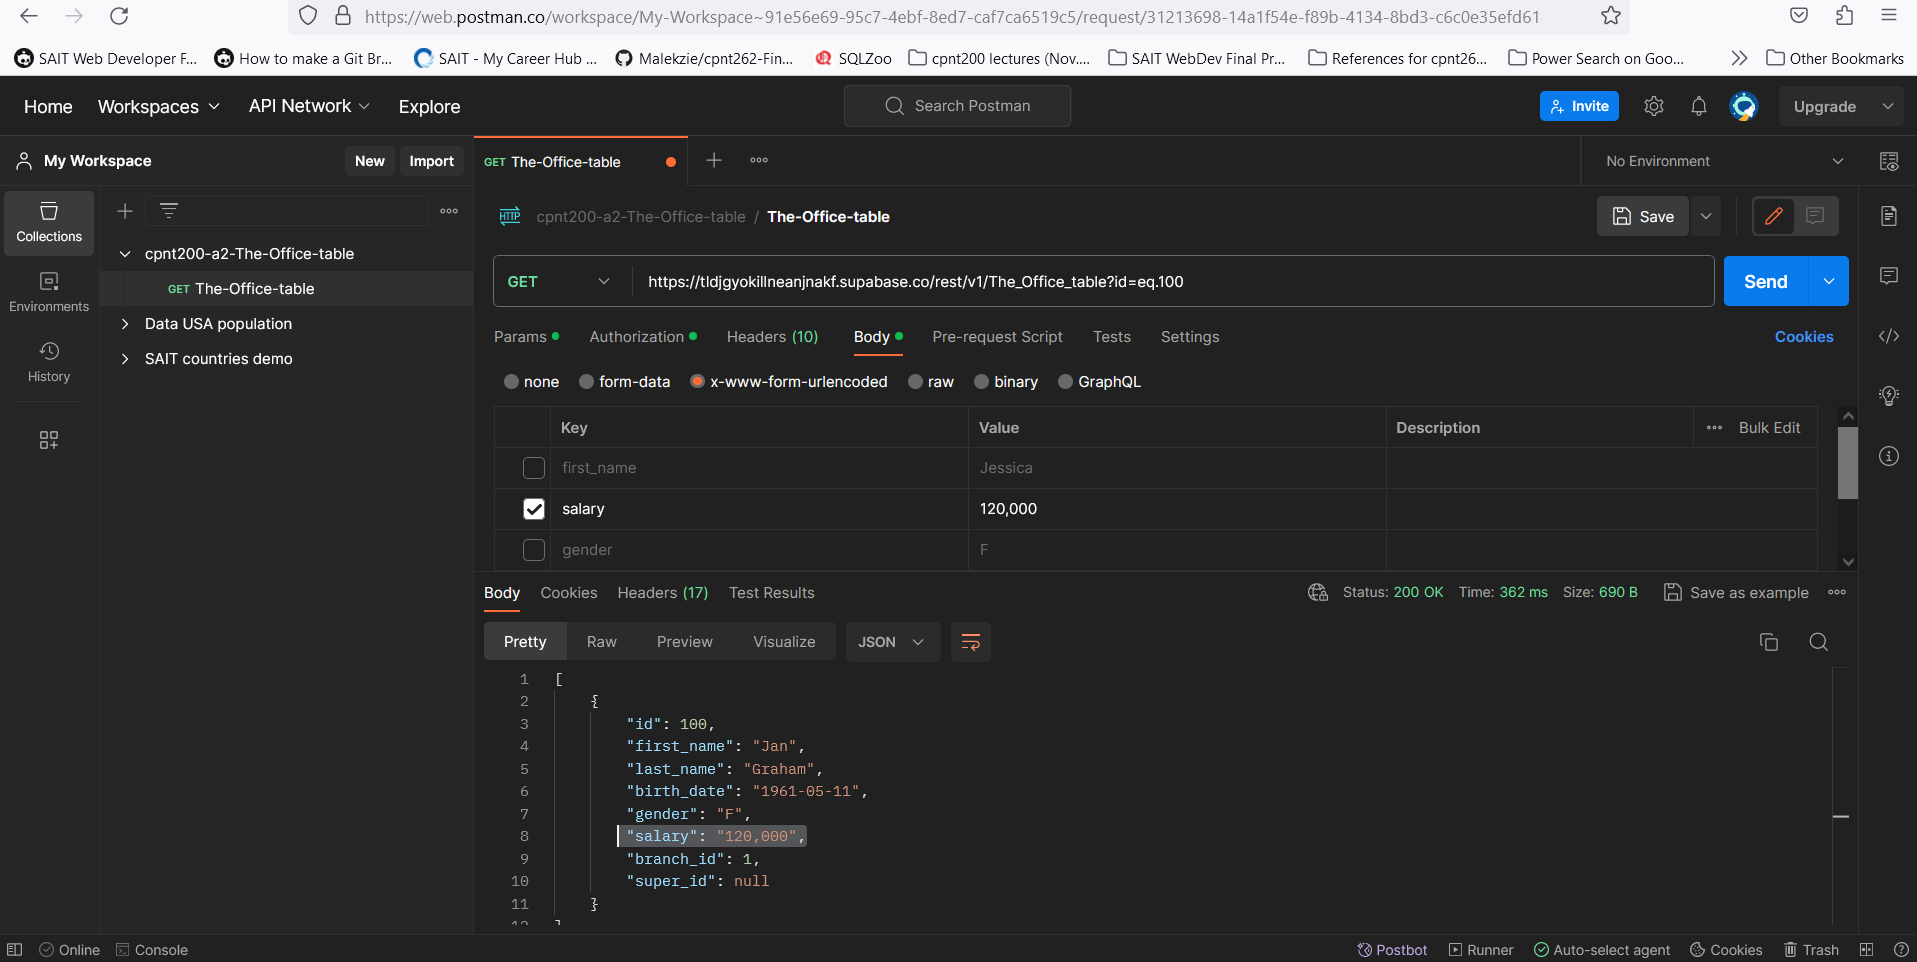 https://web.postman.co/workspace/My-Workspace~91e56e69-95c7-4ebf-8ed7-caf7ca6519c5/request/31213698-14a1f54e-f89b-4134-8bd3-c6c0e35efd61
SAIT Web Developer F... How to make a Git Br... SAIT - My Career Hub ... Malekzie/cpnt262-Fin... SQLZoo cpnt200 lectures (Nov.... SAIT WebDev Final Pr... References for cpnt26... Power Search on Goo... Other Bookmarks
Home Workspaces API Network Explore Search Postman Invite Upgrade
My Workspace New Import GET The-Office-table No Environment
Collections
Environments
History
cpnt200-a2-The-Office-table
GET The-Office-table
Data USA population
SAIT countries demo
HTTP cpnt200-a2-The-Office-table / The-Office-table Save
GET https://tldjgyokillneanjnakf.supabase.co/rest/v1/The_Office_table?id=eq.100 Send
Params Authorization Headers (10) Body Pre-request Script Tests Settings Cookies
none form-data x-www-form-urlencoded raw binary GraphQL
Key Value Description Bulk Edit
first_name Jessica
salary 120,000
gender F
Body Cookies Headers (17) Test Results Status: 200 OK Time: 362 ms Size: 690 B Save as example
Pretty Raw Preview Visualize JSON
1 [
2 {
3 "id": 100,
4 "first_name": "Jan",
5 "last_name": "Graham",
6 "birth_date": "1961-05-11",
7 "gender": "F",
8 "salary": "120,000",
9 "branch_id": 1,
10 "super_id": null
11 }
12 ]
Online Console Postbot Runner Auto-select agent Cookies Trash